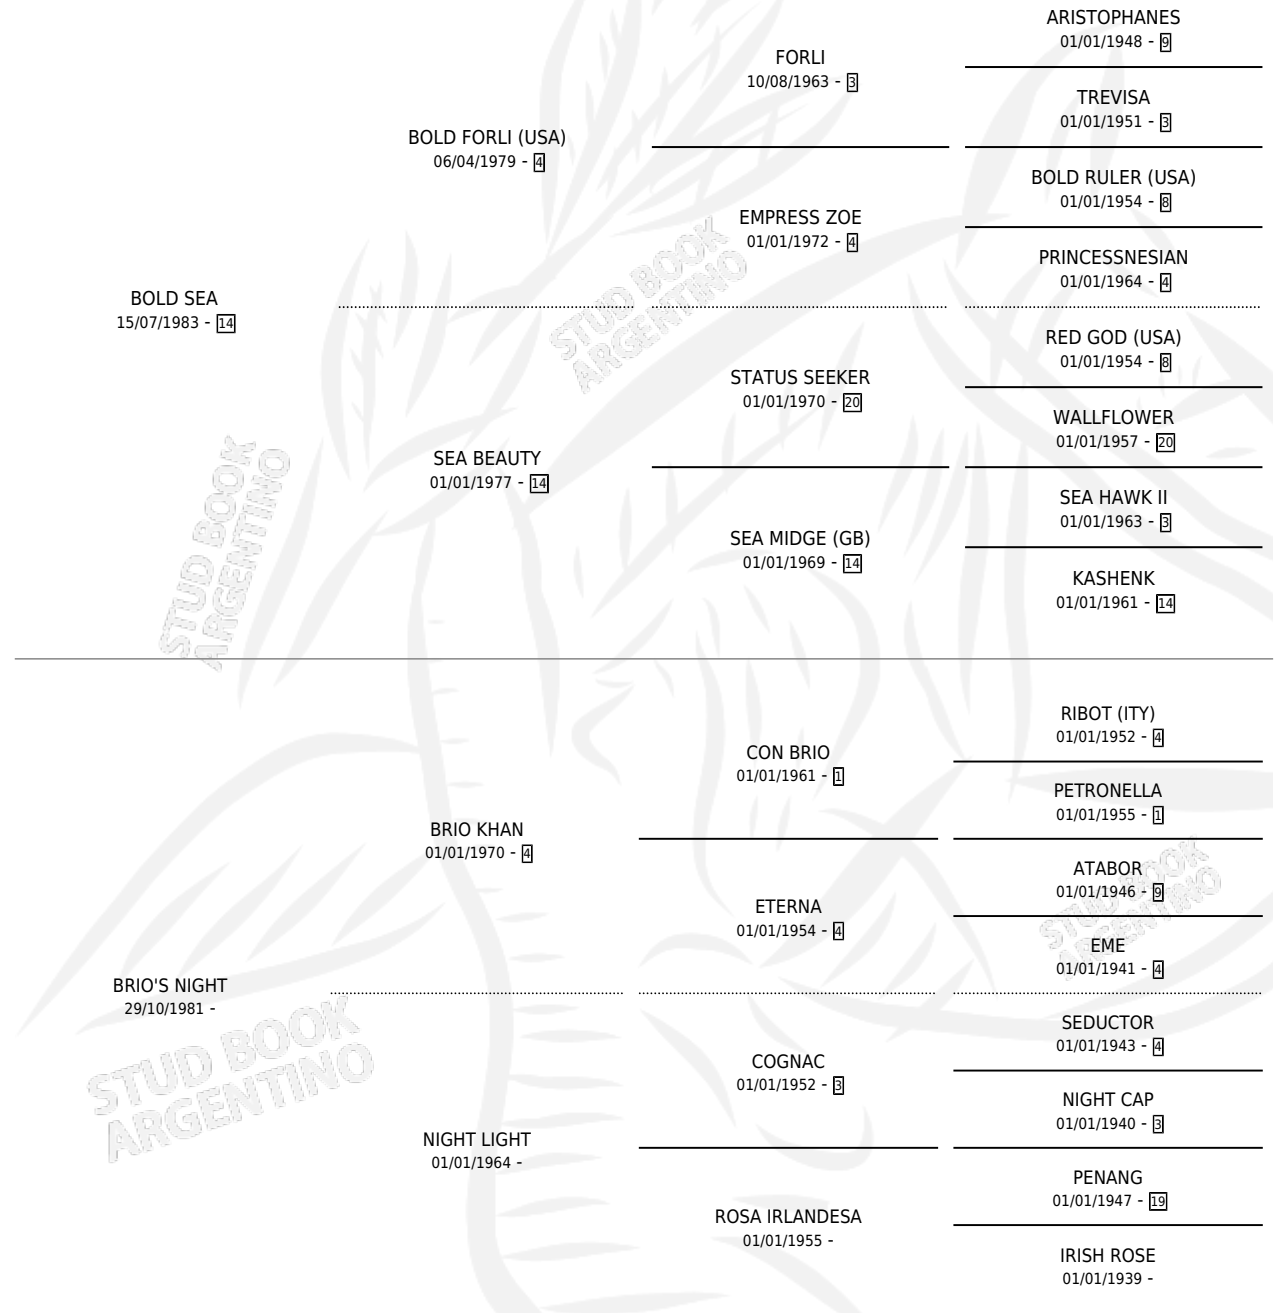 ARISTOPHANES
01/01/1948 - 9
FORLI
10/08/1963 - 3
TREVISA
01/01/1951 - 3
BOLD FORLI (USA)
06/04/1979 - 4
BOLD RULER (USA)
01/01/1954 - 8
EMPRESS ZOE
01/01/1972 - 4
PRINCESSNESIAN
01/01/1964 - 4
BOLD SEA
15/07/1983 - 14
STUD BOOK
ARGENTINO
RED GOD (USA)
01/01/1954 - 8
STATUS SEEKER
01/01/1970 - 20
WALLFLOWER
01/01/1957 - 20
SEA BEAUTY
01/01/1977 - 14
SEA HAWK II
01/01/1963 - 3
SEA MIDGE (GB)
01/01/1969 - 14
KASHENK
01/01/1961 - 14
STUD BOOK
ARGENTINO
RIBOT (ITY)
01/01/1952 - 4
CON BRIO
01/01/1961 - 1
PETRONELLA
01/01/1955 - 1
BRIO KHAN
01/01/1970 - 4
ATABOR
01/01/1946 - 9
ETERNA
01/01/1954 - 4
EME
01/01/1941 - 4
STUD BOOK
ARGENTINO
BRIO'S NIGHT
29/10/1981 -
SEDUCTOR
01/01/1943 - 4
COGNAC
01/01/1952 - 3
NIGHT CAP
01/01/1940 - 3
STUD BOOK
ARGENTINO
NIGHT LIGHT
01/01/1964 -
PENANG
01/01/1947 - 19
ROSA IRLANDESA
01/01/1955 -
IRISH ROSE
01/01/1939 -